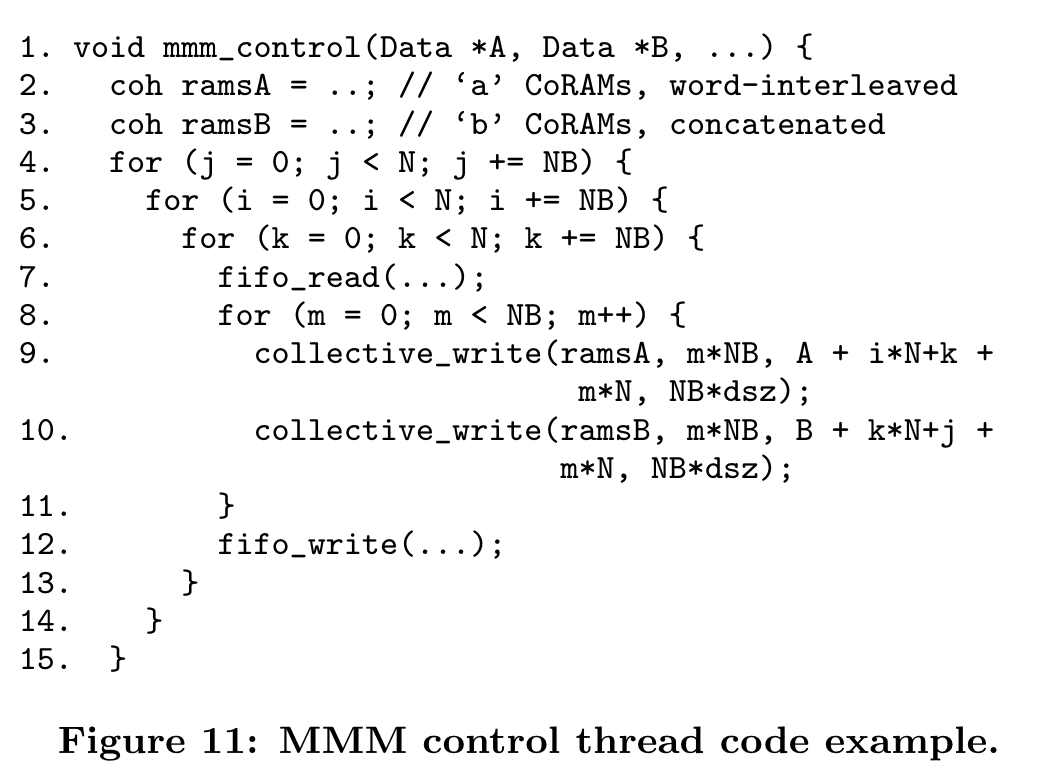 1. void mmm_control(Data *A, Data *B, ...) {
2.   coh ramsA = ..; // ‘a’ CoRAMs, word-interleaved
3.   coh ramsB = ..; // ‘b’ CoRAMs, concatenated
4.   for (j = 0; j < N; j += NB) {
5.     for (i = 0; i < N; i += NB) {
6.       for (k = 0; k < N; k += NB) {
7.         fifo_read(...);
8.         for (m = 0; m < NB; m++) {
9.           collective_write(ramsA, m*NB, A + i*N+k +
                               m*N, NB*dsz);
10.          collective_write(ramsB, m*NB, B + k*N+j +
                              m*N, NB*dsz);
11.        }
12.        fifo_write(...);
13.      }
14.    }
15.  }
Figure 11: MMM control thread code example.